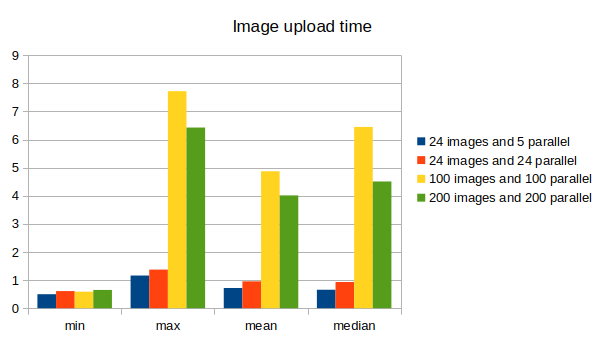 Image upload time
9
8
7
6
5
4
3
2
1
0
min max mean median
24 images and 5 parallel
24 images and 24 parallel
100 images and 100 parallel
200 images and 200 parallel